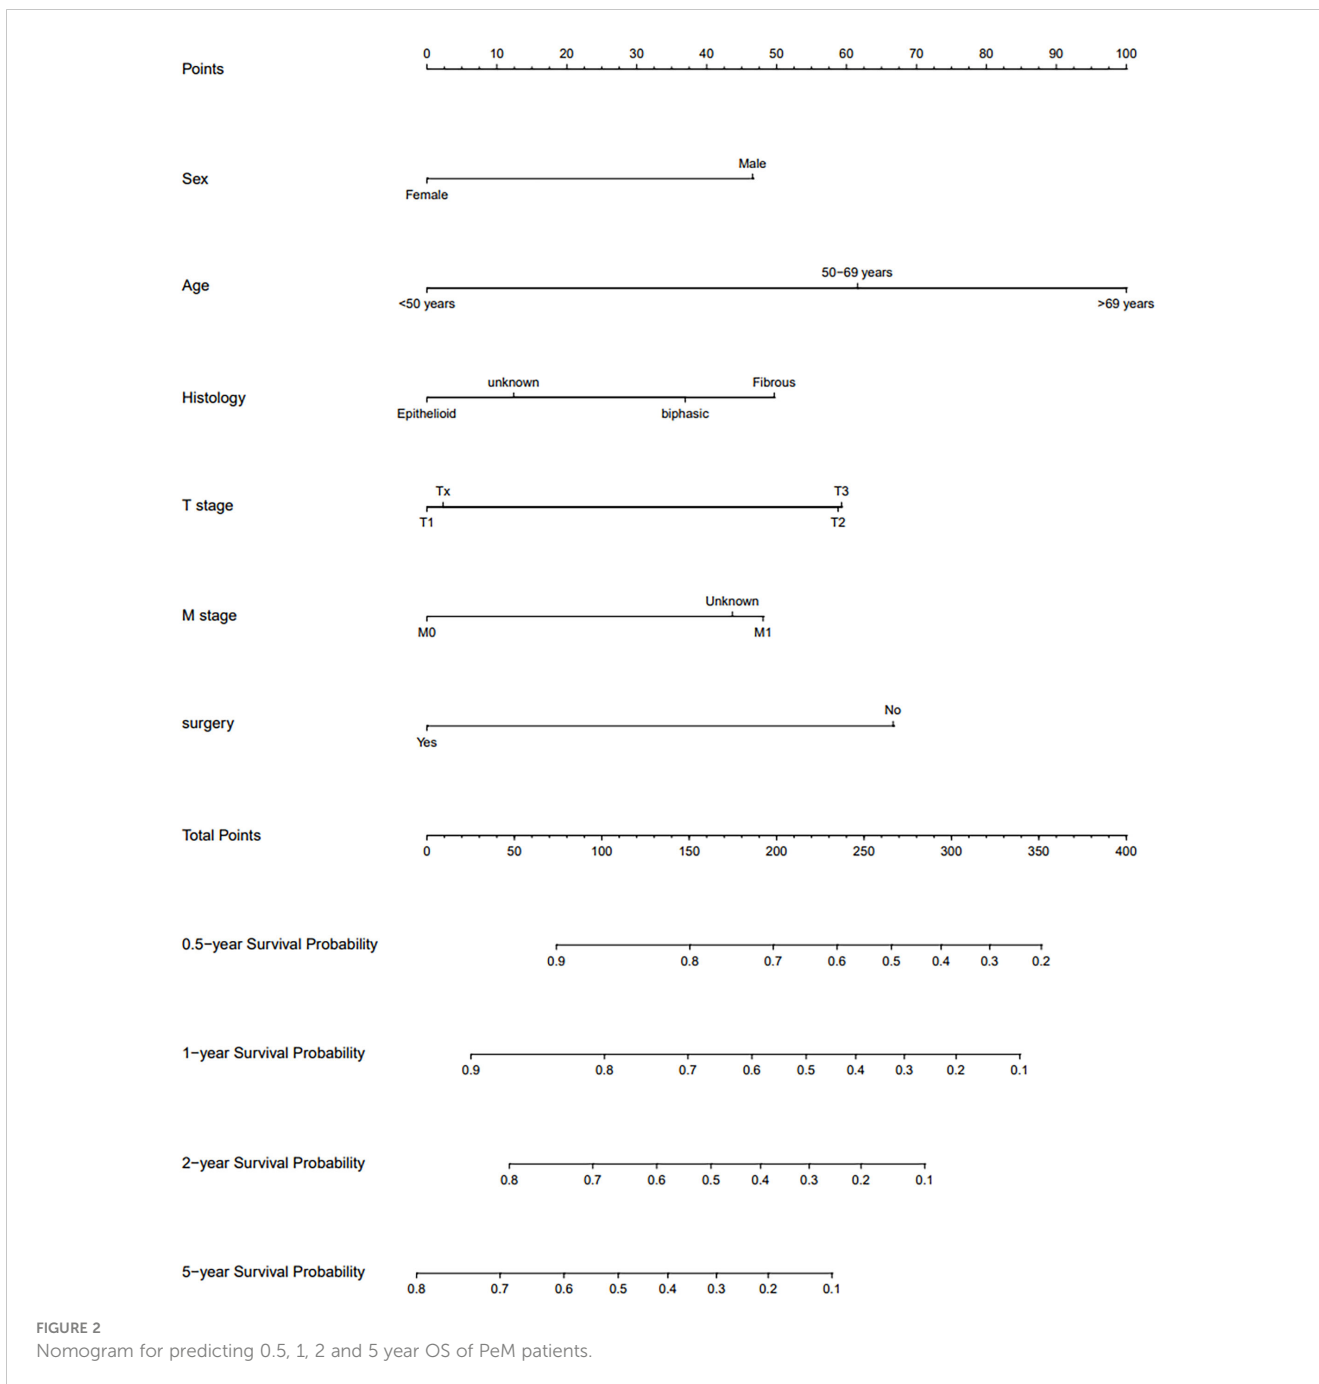 0 10 20 30 40 50 60 70 80 90 100
Points
Male
Sex
Female
50−69 years
Age
<50 years >69 years
unknown Fibrous
Histology
Epithelioid biphasic
Tx T3
T stage
T1 T2
Unknown
M stage
M0 M1
No
surgery
Yes
Total Points
0 50 100 150 200 250 300 350 400
0.5−year Survival Probability
0.9 0.8 0.7 0.6 0.5 0.4 0.3 0.2
1−year Survival Probability
0.9 0.8 0.7 0.6 0.5 0.4 0.3 0.2 0.1
2−year Survival Probability
0.8 0.7 0.6 0.5 0.4 0.3 0.2 0.1
5−year Survival Probability
0.8 0.7 0.6 0.5 0.4 0.3 0.2 0.1
FIGURE 2
Nomogram for predicting 0.5, 1, 2 and 5 year OS of PeM patients.